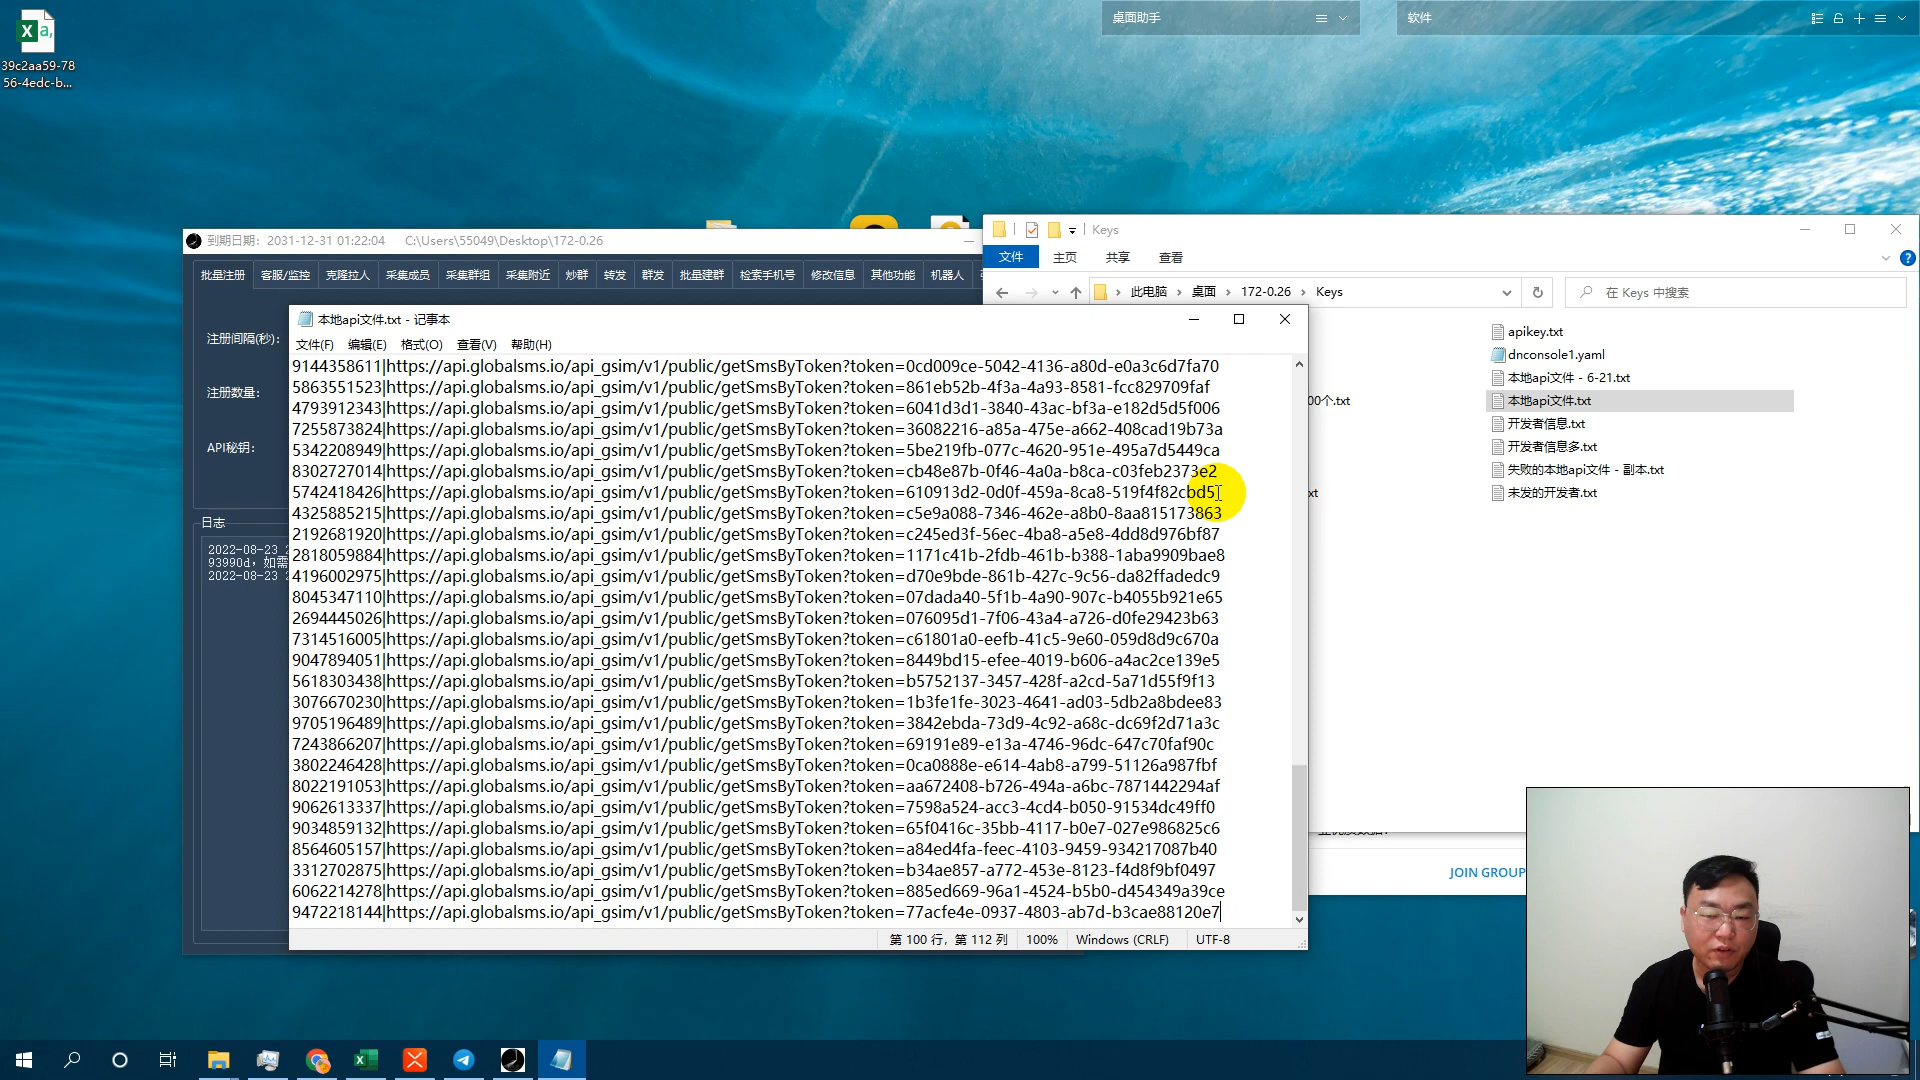 桌面助手
软件
39c2aa59-78
56-4edc-b...
到期日期：2031-12-31 01:22:04 C:\Users\55049\Desktop\172-0.26
批量注册 客服/监控 克隆拉人 采集成员 采集群组 采集附近 炒群 转发 群发 批量建群 检索手机号 修改信息 其他功能 机器人
注册间隔(秒):
注册数量:
API秘钥:
日志
2022-08-23
93990d，如需
2022-08-23
Keys
文件 主页 共享 查看
此电脑 桌面 172-0.26 Keys
在 Keys 中搜索
apikey.txt
dnconsole1.yaml
本地api文件 - 6-21.txt
00个.txt
本地api文件.txt
开发者信息.txt
开发者信息多.txt
失败的本地api文件 - 副本.txt
xt
未发的开发者.txt
本地api文件.txt - 记事本
文件(F) 编辑(E) 格式(O) 查看(V) 帮助(H)
9144358611|https://api.globalsms.io/api_gsim/v1/public/getSmsByToken?token=0cd009ce-5042-4136-a80d-e0a3c6d7fa70
5863551523|https://api.globalsms.io/api_gsim/v1/public/getSmsByToken?token=861eb52b-4f3a-4a93-8581-fcc829709faf
4793912343|https://api.globalsms.io/api_gsim/v1/public/getSmsByToken?token=6041d3d1-3840-43ac-bf3a-e182d5d5f006
7255873824|https://api.globalsms.io/api_gsim/v1/public/getSmsByToken?token=36082216-a85a-475e-a662-408cad19b73a
5342208949|https://api.globalsms.io/api_gsim/v1/public/getSmsByToken?token=5be219fb-077c-4620-951e-495a7d5449ca
8302727014|https://api.globalsms.io/api_gsim/v1/public/getSmsByToken?token=cb48e87b-0f46-4a0a-b8ca-c03feb2373e2
5742418426|https://api.globalsms.io/api_gsim/v1/public/getSmsByToken?token=610913d2-0d0f-459a-8ca8-519f4f82cbd5
4325885215|https://api.globalsms.io/api_gsim/v1/public/getSmsByToken?token=c5e9a088-7346-462e-a8b0-8aa815173863
2192681920|https://api.globalsms.io/api_gsim/v1/public/getSmsByToken?token=c245ed3f-56ec-4ba8-a5e8-4dd8d976bf87
2818059884|https://api.globalsms.io/api_gsim/v1/public/getSmsByToken?token=1171c41b-2fdb-461b-b388-1aba9909bae8
4196002975|https://api.globalsms.io/api_gsim/v1/public/getSmsByToken?token=d70e9bde-861b-427c-9c56-da82ffadedc9
8045347110|https://api.globalsms.io/api_gsim/v1/public/getSmsByToken?token=07dada40-5f1b-4a90-907c-b4055b921e65
2694445026|https://api.globalsms.io/api_gsim/v1/public/getSmsByToken?token=076095d1-7f06-43a4-a726-d0fe29423b63
7314516005|https://api.globalsms.io/api_gsim/v1/public/getSmsByToken?token=c61801a0-eefb-41c5-9e60-059d8d9c670a
9047894051|https://api.globalsms.io/api_gsim/v1/public/getSmsByToken?token=8449bd15-efee-4019-b606-a4ac2ce139e5
5618303438|https://api.globalsms.io/api_gsim/v1/public/getSmsByToken?token=b5752137-3457-428f-a2cd-5a71d55f9f13
3076670230|https://api.globalsms.io/api_gsim/v1/public/getSmsByToken?token=1b3fe1fe-3023-4641-ad03-5db2a8bdee83
9705196489|https://api.globalsms.io/api_gsim/v1/public/getSmsByToken?token=3842ebda-73d9-4c92-a68c-dc69f2d71a3c
7243866207|https://api.globalsms.io/api_gsim/v1/public/getSmsByToken?token=69191e89-e13a-4746-96dc-647c70faf90c
3802246428|https://api.globalsms.io/api_gsim/v1/public/getSmsByToken?token=0ca0888e-e614-4ab8-a799-51126a987fbf
8022191053|https://api.globalsms.io/api_gsim/v1/public/getSmsByToken?token=aa672408-b726-494a-a6bc-7871442294af
9062613337|https://api.globalsms.io/api_gsim/v1/public/getSmsByToken?token=7598a524-acc3-4cd4-b050-91534dc49ff0
9034859132|https://api.globalsms.io/api_gsim/v1/public/getSmsByToken?token=65f0416c-35bb-4117-b0e7-027e986825c6
8564605157|https://api.globalsms.io/api_gsim/v1/public/getSmsByToken?token=a84ed4fa-feec-4103-9459-934217087b40
3312702875|https://api.globalsms.io/api_gsim/v1/public/getSmsByToken?token=b34ae857-a772-453e-8123-f4d8f9bf0497
6062214278|https://api.globalsms.io/api_gsim/v1/public/getSmsByToken?token=885ed669-96a1-4524-b5b0-d454349a39ce
9472218144|https://api.globalsms.io/api_gsim/v1/public/getSmsByToken?token=77acfe4e-0937-4803-ab7d-b3cae88120e7
第 100 行，第 112 列 100% Windows (CRLF) UTF-8
JOIN GROUP